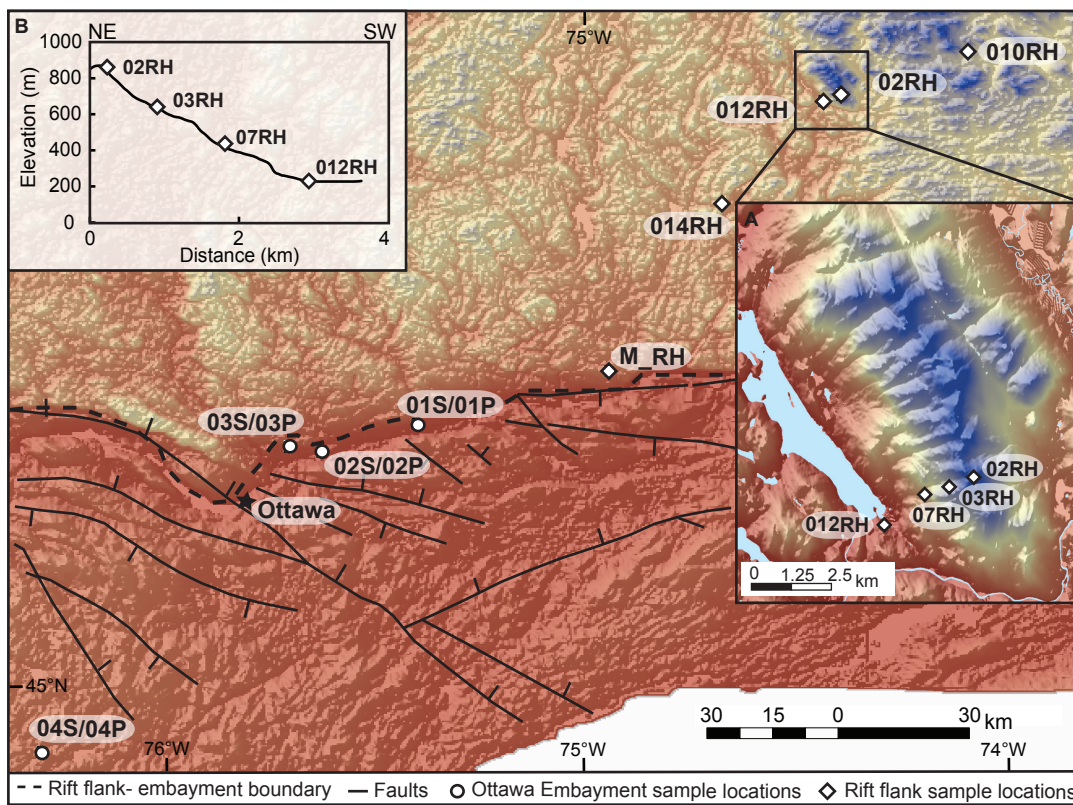 B
NE
SW
1000
800
600
400
200
0
Elevation (m)
02RH
03RH
07RH
012RH
0
2
4
Distance (km)
75°W
010RH
02RH
012RH
014RH
A
02RH
03RH
07RH
012RH
0 1.25 2.5 km
M_RH
01S/01P
03S/03P
02S/02P
Ottawa
45°N
04S/04P
76°W
75°W
74°W
30 15 0 30 km
Rift flank- embayment boundary Faults Ottawa Embayment sample locations Rift flank sample locations